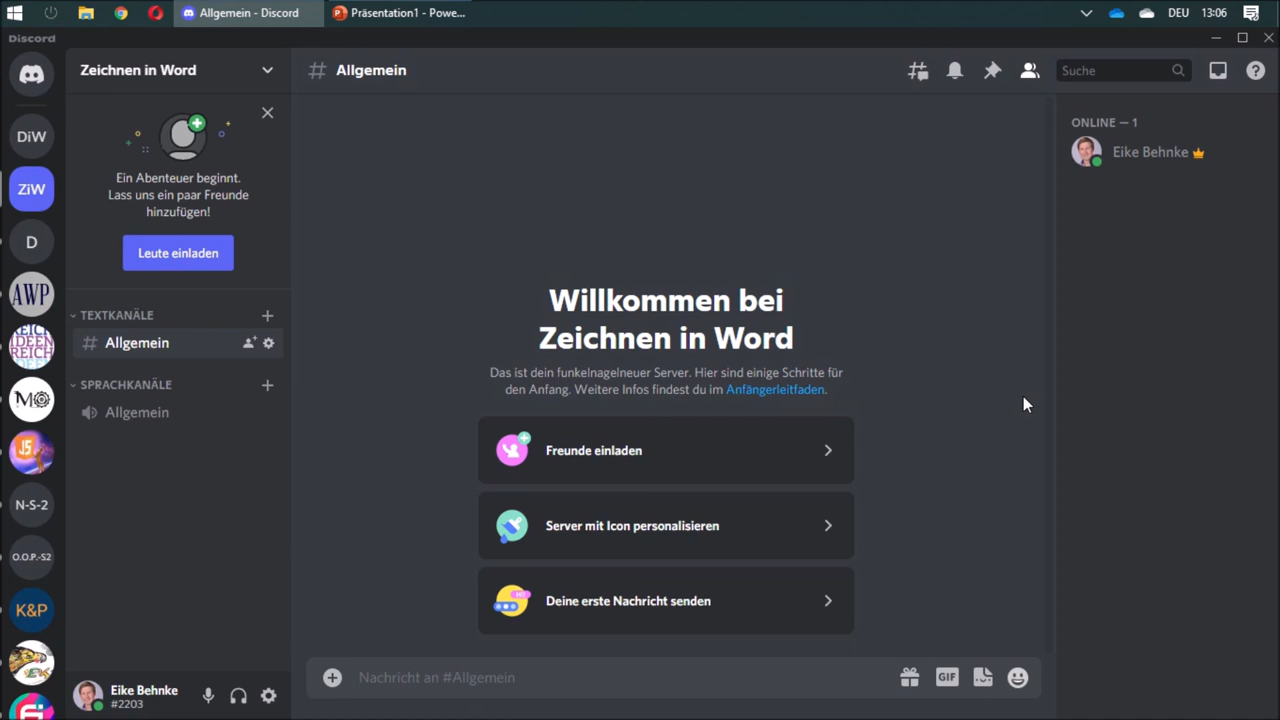 Allgemein - Discord
Präsentation1 - Powe...
DEU
13:06
Discord
DiW
ZiW
D
AWP
IDEEN
REICH
JS
N-S-2
O.O.P.-S2
K&P
Zeichnen in Word
Ein Abenteuer beginnt.
Lass uns ein paar Freunde
hinzufügen!
Leute einladen
TEXTKANÄLE
Allgemein
SPRACHKANÄLE
Allgemein
Eike Behnke
#2203
Allgemein
Suche
Willkommen bei
Zeichnen in Word
Das ist dein funkelnagelneuer Server. Hier sind einige Schritte für
den Anfang. Weitere Infos findest du im Anfängerleitfaden.
Freunde einladen
Server mit Icon personalisieren
Deine erste Nachricht senden
Nachricht an #Allgemein
GIF
ONLINE — 1
Eike Behnke